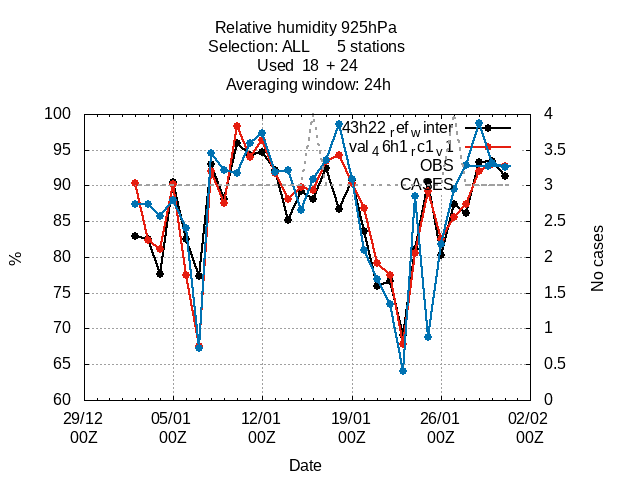 Relative humidity 925hPa
Selection: ALL 5 stations
Used 18 + 24
Averaging window: 24h
100
95
90
85
80
75
70
65
60
%
4
3.5
3
2.5
2
1.5
1
0.5
0
No cases
43h22refwinter
val46h1rc1v1
OBS
CASES
29/12 05/01 12/01 19/01 26/01 02/02
00Z 00Z 00Z 00Z 00Z 00Z
Date